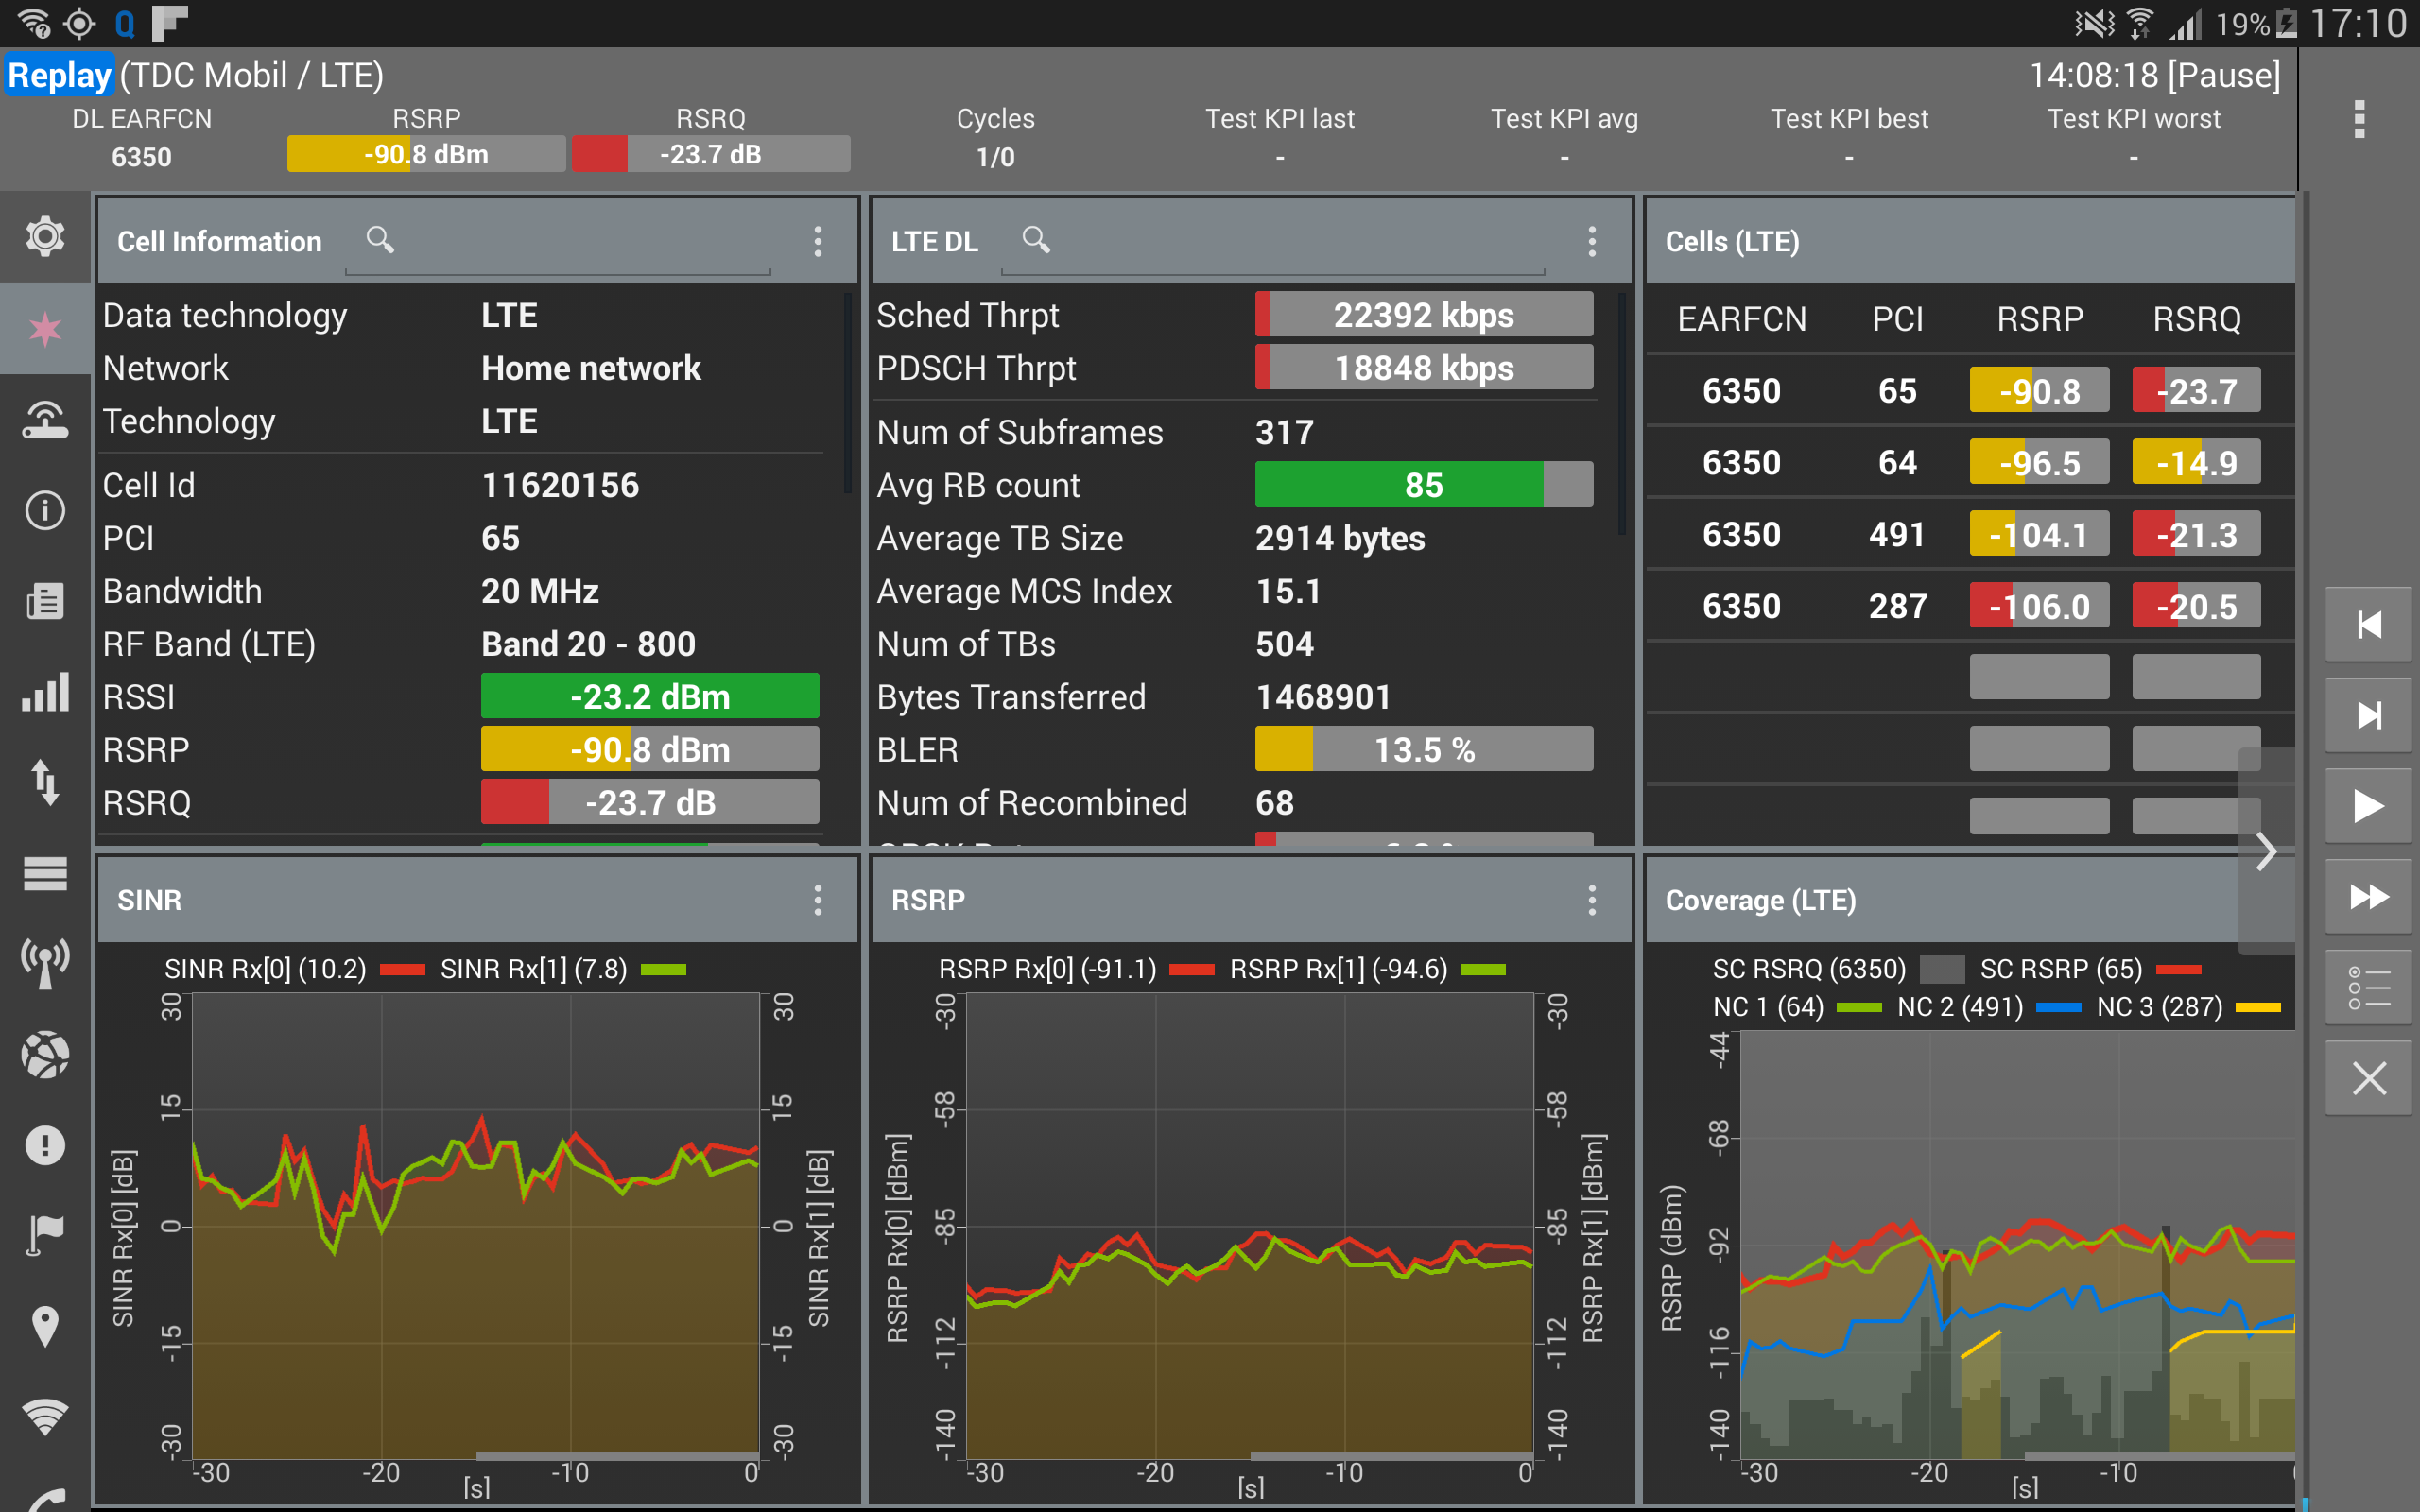 19% 17:10
Replay (TDC Mobil / LTE) 14:08:18 [Pause]
DL EARFCN RSRP RSRQ Cycles Test KPI last Test KPI avg Test KPI best Test KPI worst
6350 -90.8 dBm -23.7 dB 1/0 - - - -
Cell Information
Data technology LTE
Network Home network
Technology LTE
Cell Id 11620156
PCI 65
Bandwidth 20 MHz
RF Band (LTE) Band 20 - 800
RSSI -23.2 dBm
RSRP -90.8 dBm
RSRQ -23.7 dB
LTE DL
Sched Thrpt 22392 kbps
PDSCH Thrpt 18848 kbps
Num of Subframes 317
Avg RB count 85
Average TB Size 2914 bytes
Average MCS Index 15.1
Num of TBs 504
Bytes Transferred 1468901
BLER 13.5 %
Num of Recombined 68
Cells (LTE)
EARFCN PCI RSRP RSRQ
6350 65 -90.8 -23.7
6350 64 -96.5 -14.9
6350 491 -104.1 -21.3
6350 287 -106.0 -20.5
SINR
SINR Rx[0] (10.2) SINR Rx[1] (7.8)
30 30
15 15
0 0
-15 -15
-30 -30
SINR Rx[0] [dB]
SINR Rx[1] [dB]
-30 -20 -10 0
[s]
RSRP
RSRP Rx[0] (-91.1) RSRP Rx[1] (-94.6)
-30 -30
-58 -58
-85 -85
-112 -112
-140 -140
RSRP Rx[0] [dBm]
RSRP Rx[1] [dBm]
-30 -20 -10 0
[s]
Coverage (LTE)
SC RSRQ (6350) SC RSRP (65)
NC 1 (64) NC 2 (491) NC 3 (287)
-44
-68
-92
-116
-140
RSRP (dBm)
-30 -20 -10
[s]